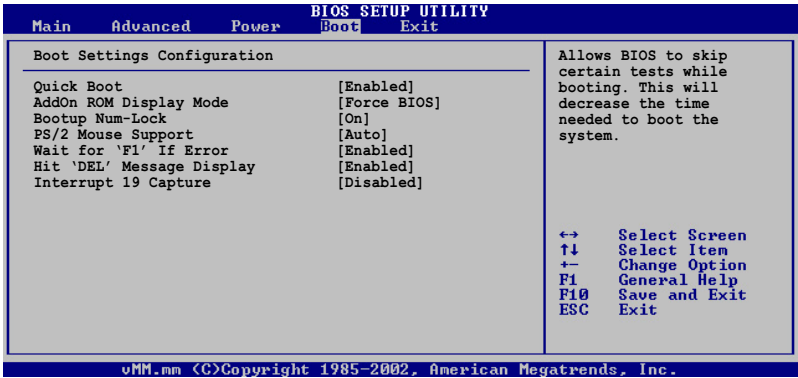 BIOS SETUP UTILITY
Main Advanced Power Boot Exit
Boot Settings Configuration
Quick Boot [Enabled]
AddOn ROM Display Mode [Force BIOS]
Bootup Num-Lock [On]
PS/2 Mouse Support [Auto]
Wait for ‘F1’ If Error [Enabled]
Hit ‘DEL’ Message Display [Enabled]
Interrupt 19 Capture [Disabled]
Allows BIOS to skip
certain tests while
booting. This will
decrease the time
needed to boot the
system.
←→ Select Screen
↑↓ Select Item
+- Change Option
F1 General Help
F10 Save and Exit
ESC Exit
vMM.mm (C)Copyright 1985-2002, American Megatrends, Inc.